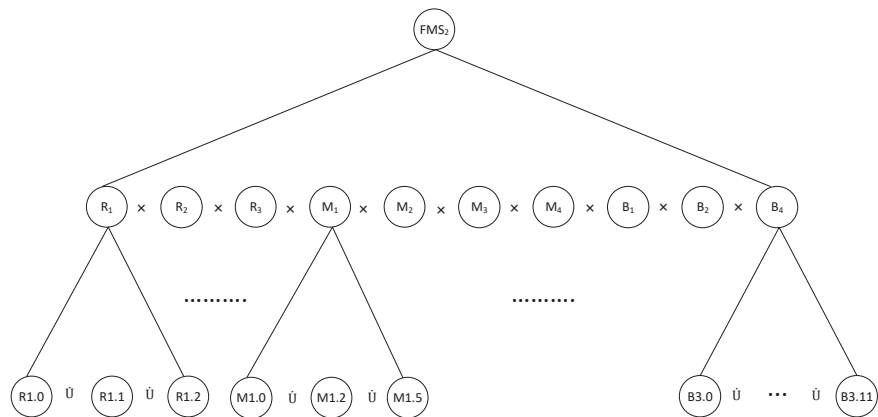 FMS₂
R₁ × R₂ × R₃ × M₁ × M₂ × M₃ × M₄ × B₁ × B₂ × B₄
………. ……….
R1.0 U̇ R1.1 U̇ R1.2 M1.0 U̇ M1.2 U̇ M1.5 B3.0 U̇ ... U̇ B3.11